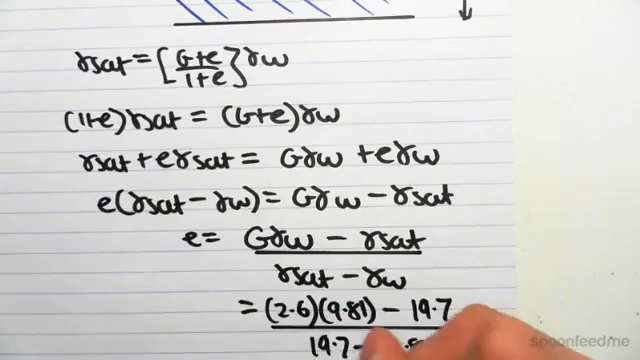 γsat = [G+e / 1+e] γw
(1+e) γsat = (G+e) γw
γsat + eγsat = Gγw + eγw
e(γsat - γw) = Gγw - γsat
e = Gγw - γsat / γsat - γw
= (2.6)(9.81) - 19.7 / 19.7 -
spoonfeedme